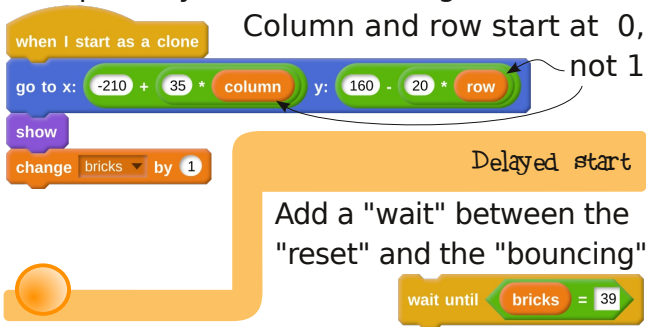 Column and row start at 0,
not 1
when I start as a clone
go to x: -210 + 35 * column y: 160 - 20 * row
show
change bricks by 1
Delayed start
Add a "wait" between the
"reset" and the "bouncing"
wait until bricks = 39